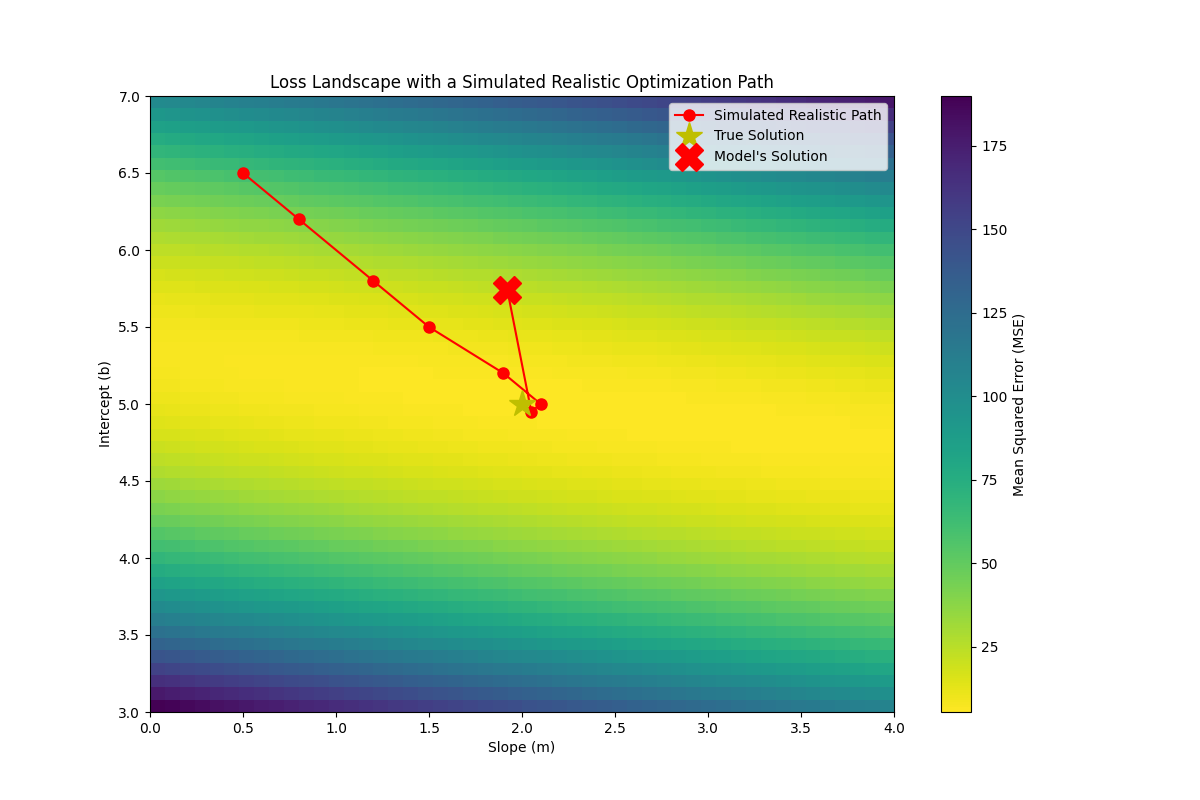 Loss Landscape with a Simulated Realistic Optimization Path
7.0
6.5
6.0
5.5
5.0
4.5
4.0
3.5
3.0
Intercept (b)
0.0 0.5 1.0 1.5 2.0 2.5 3.0 3.5 4.0
Slope (m)
Simulated Realistic Path
True Solution
Model's Solution
175
150
125
100
75
50
25
Mean Squared Error (MSE)